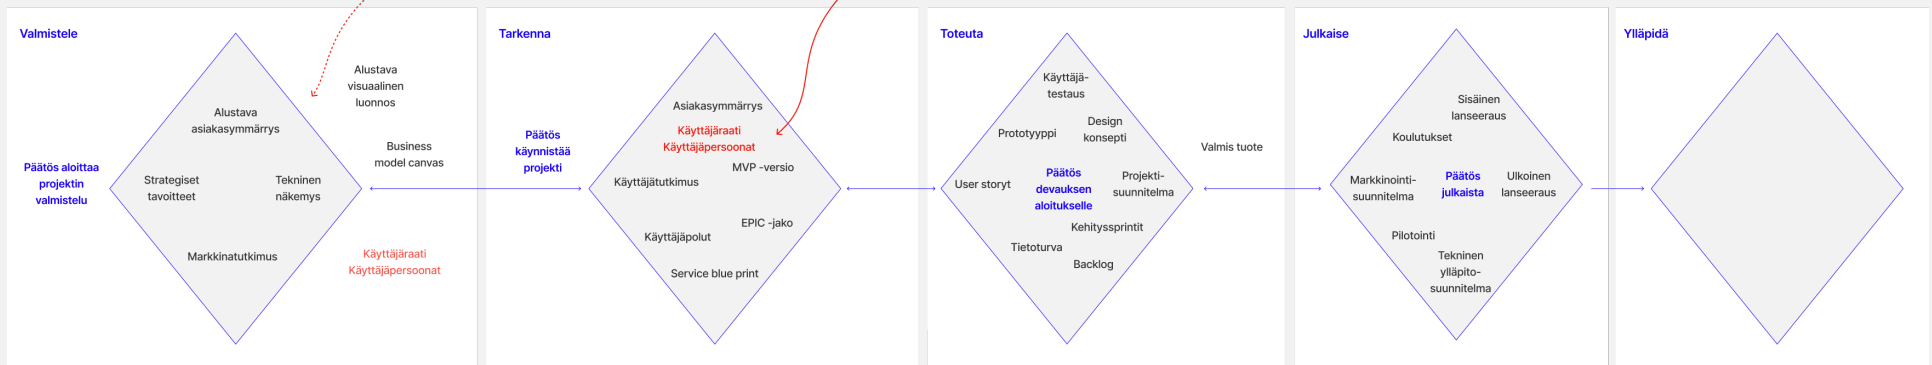 Valmistele
Päätös aloittaa
projektin
valmistelu
Alustava
asiakasymmärrys
Strategiset
tavoitteet
Tekninen
näkemys
Markkinatutkimus
Alustava
visuaalinen
luonnos
Business
model canvas
Käyttäjäraati
Käyttäjäpersoonat
Tarkenna
Päätös
käynnistää
projekti
Asiakasymmärrys
Käyttäjäraati
Käyttäjäpersoonat
MVP -versio
Käyttäjätutkimus
EPIC -jako
Käyttäjäpolut
Service blue print
Toteuta
Käyttäjä-
testaus
Prototyyppi
Design
konsepti
User storyt
Päätös
devauksen
aloitukselle
Projekti-
suunnitelma
Kehityssprintit
Tietoturva
Backlog
Valmis tuote
Julkaise
Sisäinen
lanseeraus
Koulutukset
Markkinointi-
suunnitelma
Päätös
julkaista
Ulkoinen
lanseeraus
Pilotointi
Tekninen
ylläpito-
suunnitelma
Ylläpidä